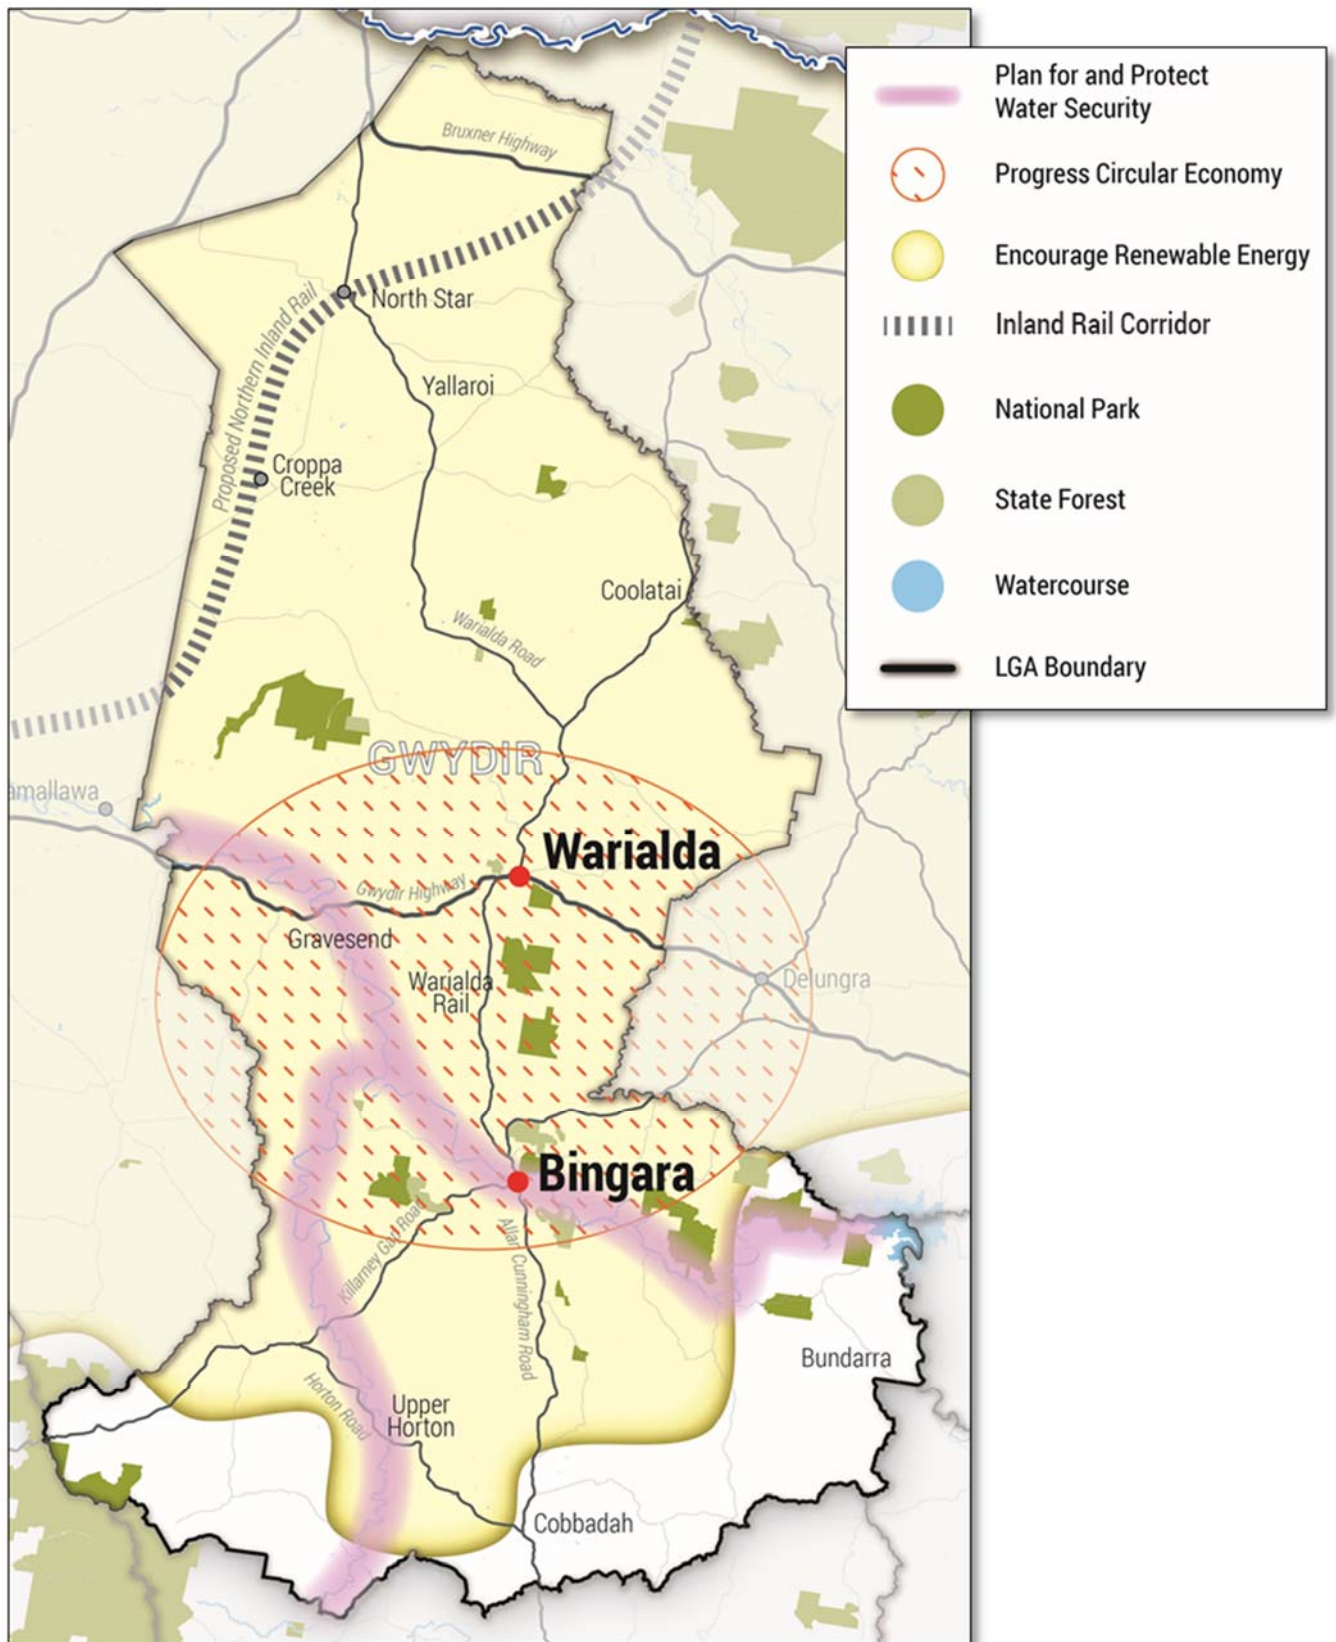 Plan for and Protect
Water Security
Progress Circular Economy
Encourage Renewable Energy
Inland Rail Corridor
National Park
State Forest
Watercourse
LGA Boundary
Bruxner Highway
North Star
Proposed Northern Inland Rail
Yallaroi
Croppa
Creek
Coolatai
Warialda Road
GWYDIR
amallawa
Warialda
Gwydir Highway
Gravesend
Warialda
Rail
Delungra
Bingara
Killarney Gap Road
Allan Cunningham Road
Bundarra
Horton Road
Upper
Horton
Cobbadah